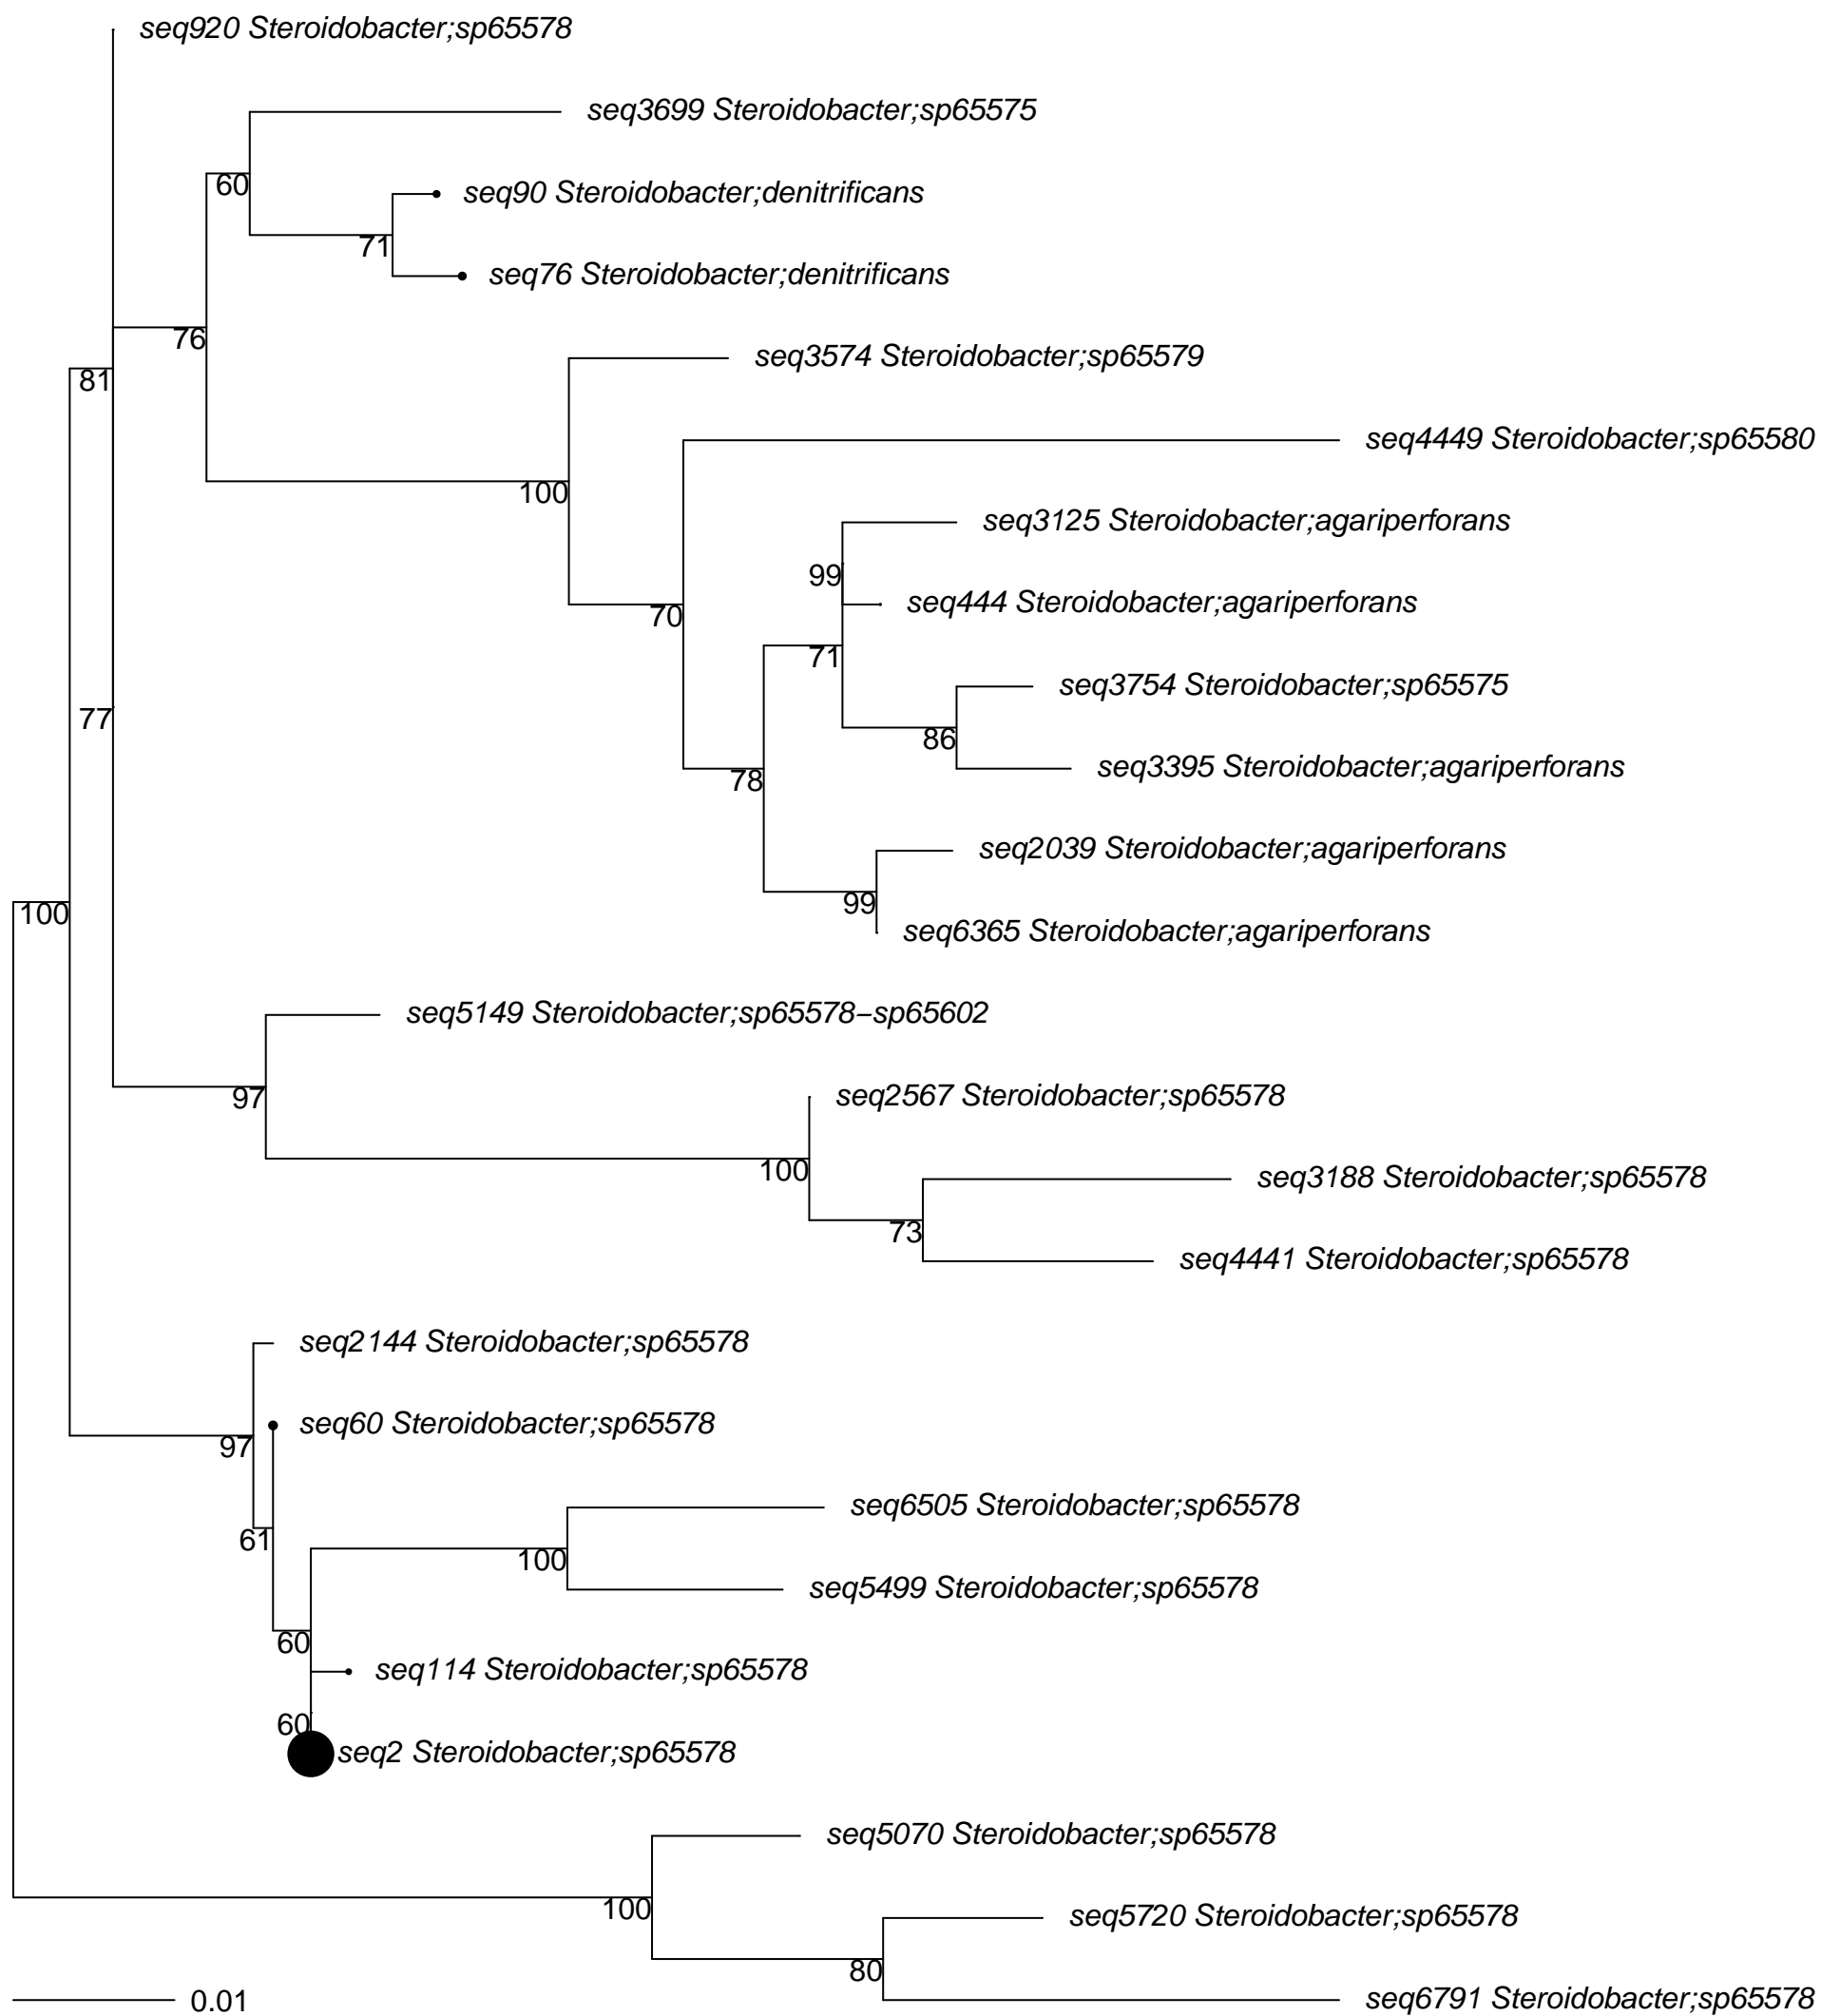 seq920 Steroidobacter;sp65578
seq3699 Steroidobacter;sp65575
60
seq90 Steroidobacter;denitrificans
71
seq76 Steroidobacter;denitrificans
76
seq3574 Steroidobacter;sp65579
81
seq4449 Steroidobacter;sp65580
100
seq3125 Steroidobacter;agariperforans
99
seq444 Steroidobacter;agariperforans
70
71
seq3754 Steroidobacter;sp65575
77
86
seq3395 Steroidobacter;agariperforans
78
seq2039 Steroidobacter;agariperforans
99
100
seq6365 Steroidobacter;agariperforans
seq5149 Steroidobacter;sp65578–sp65602
97
seq2567 Steroidobacter;sp65578
100
seq3188 Steroidobacter;sp65578
73
seq4441 Steroidobacter;sp65578
seq2144 Steroidobacter;sp65578
seq60 Steroidobacter;sp65578
97
seq6505 Steroidobacter;sp65578
61
100
seq5499 Steroidobacter;sp65578
60
seq114 Steroidobacter;sp65578
60
seq2 Steroidobacter;sp65578
seq5070 Steroidobacter;sp65578
100
seq5720 Steroidobacter;sp65578
80
0.01
seq6791 Steroidobacter;sp65578